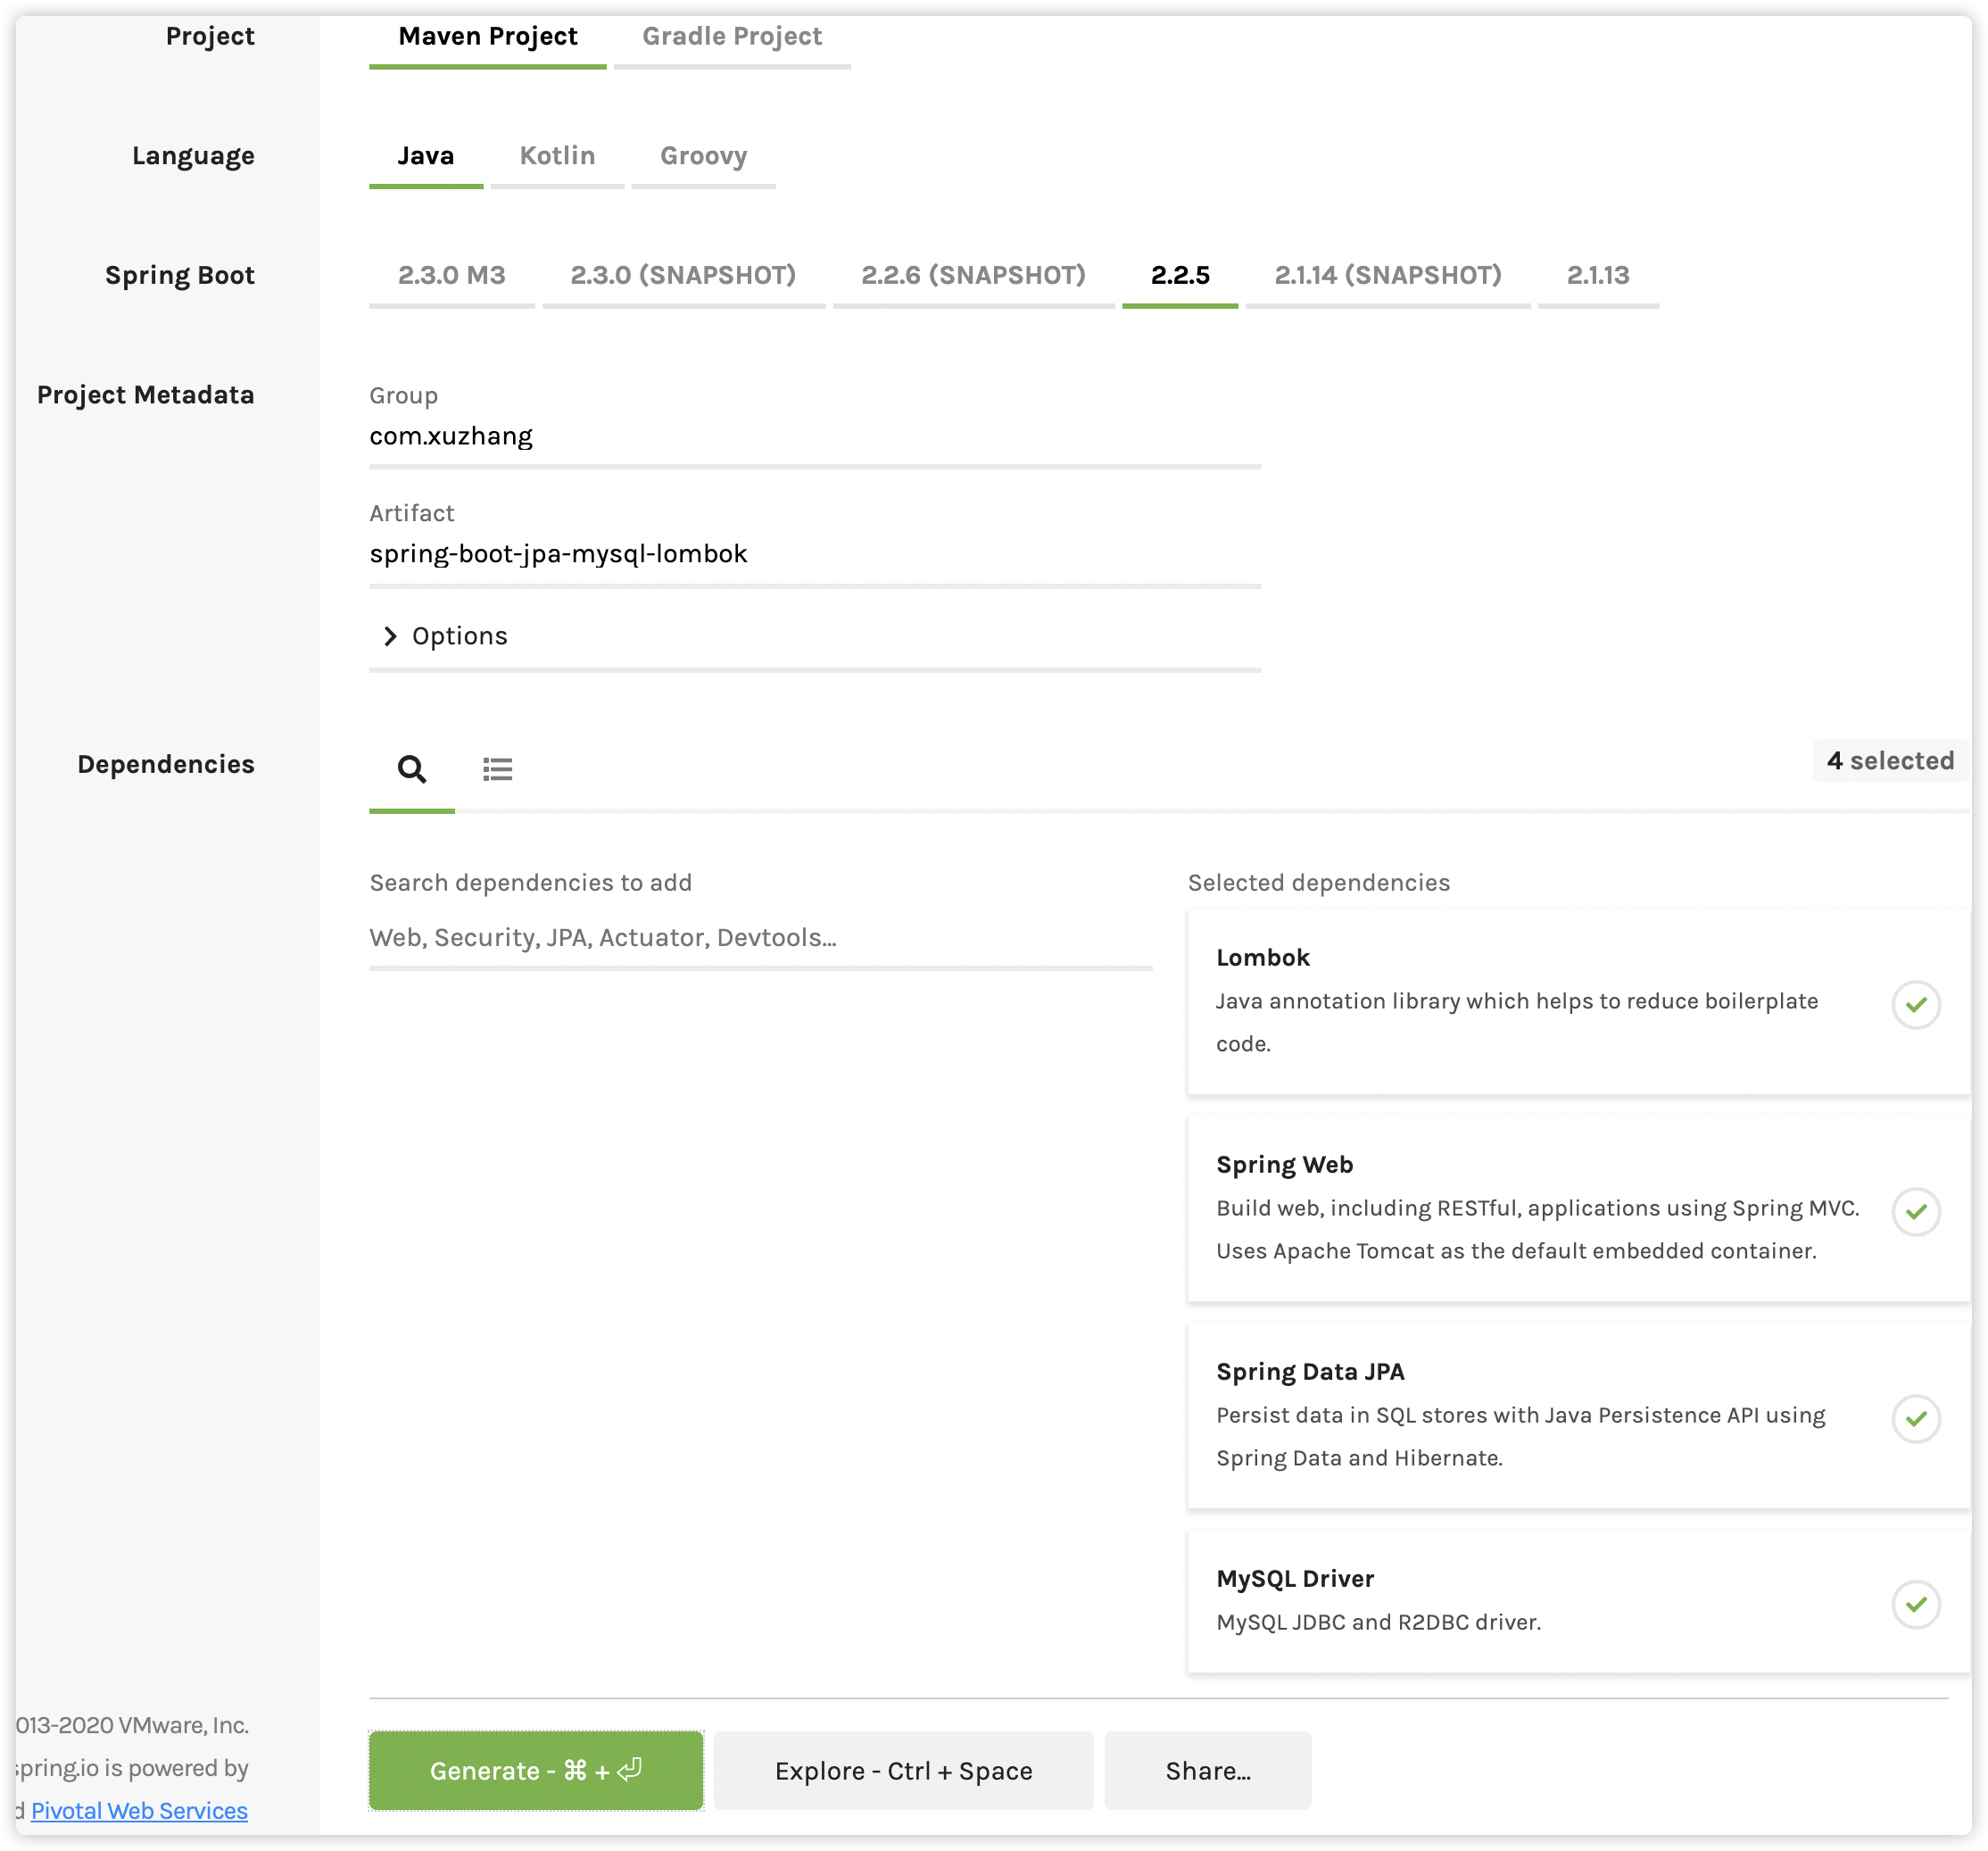 Project
Maven Project Gradle Project
Language
Java Kotlin Groovy
Spring Boot
2.3.0 M3 2.3.0 (SNAPSHOT) 2.2.6 (SNAPSHOT) 2.2.5 2.1.14 (SNAPSHOT) 2.1.13
Project Metadata
Group
com.xuzhang
Artifact
spring-boot-jpa-mysql-lombok
Options
Dependencies
4 selected
Search dependencies to add
Web, Security, JPA, Actuator, Devtools...
Selected dependencies
Lombok
Java annotation library which helps to reduce boilerplate
code.
Spring Web
Build web, including RESTful, applications using Spring MVC.
Uses Apache Tomcat as the default embedded container.
Spring Data JPA
Persist data in SQL stores with Java Persistence API using
Spring Data and Hibernate.
MySQL Driver
MySQL JDBC and R2DBC driver.
013-2020 VMware, Inc.
spring.io is powered by
d Pivotal Web Services
Generate - ⌘ + ⏎
Explore - Ctrl + Space
Share...